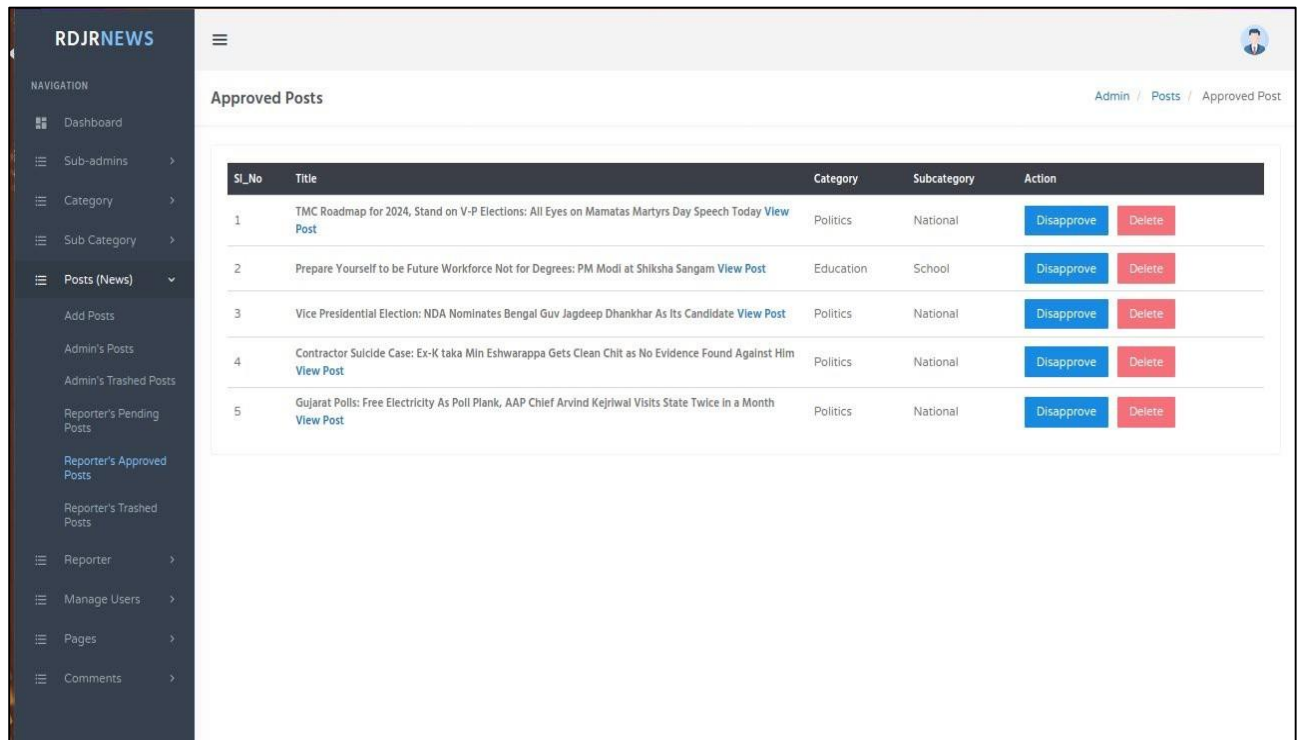 RDJRNEWS
NAVIGATION
Dashboard
Sub-admins
Category
Sub Category
Posts (News)
Add Posts
Admin's Posts
Admin's Trashed Posts
Reporter's Pending
Posts
Reporter's Approved
Posts
Reporter's Trashed
Posts
Reporter
Manage Users
Pages
Comments
Approved Posts
Admin / Posts / Approved Post
Sl_No Title Category Subcategory Action
1 TMC Roadmap for 2024, Stand on V-P Elections: All Eyes on Mamatas Martyrs Day Speech Today View
Post Politics National Disapprove Delete
2 Prepare Yourself to be Future Workforce Not for Degrees: PM Modi at Shiksha Sangam View Post Education School Disapprove Delete
3 Vice Presidential Election: NDA Nominates Bengal Guv Jagdeep Dhankhar As Its Candidate View Post Politics National Disapprove Delete
4 Contractor Suicide Case: Ex-K taka Min Eshwarappa Gets Clean Chit as No Evidence Found Against Him
View Post Politics National Disapprove Delete
5 Gujarat Polls: Free Electricity As Poll Plank, AAP Chief Arvind Kejriwal Visits State Twice in a Month
View Post Politics National Disapprove Delete